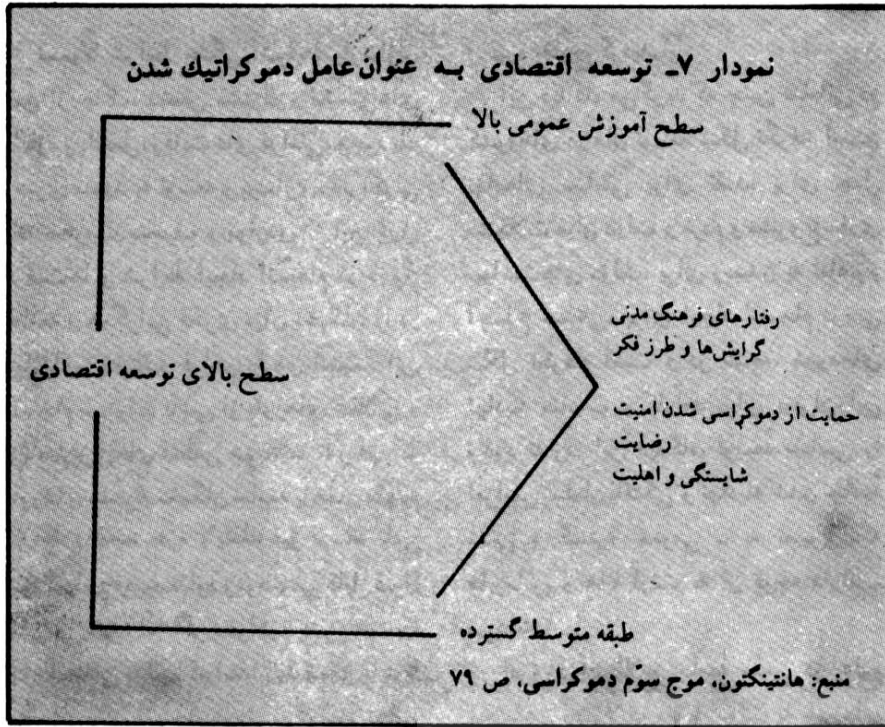 نمودار ۷ـ توسعه اقتصادی به عنوان عامل دموکراتیك شدن
سطح آموزش عمومی بالا
رفتارهای فرهنگ مدنی
گرایش‌ها و طرز فکر
سطح بالای توسعه اقتصادی
حمایت از دموکراسی شدن امنیت
رضایت
شایستگی و اهلیت
طبقه متوسط گسترده
منبع: هانتینگتون، موج سوّم دموکراسی، ص ۷۹